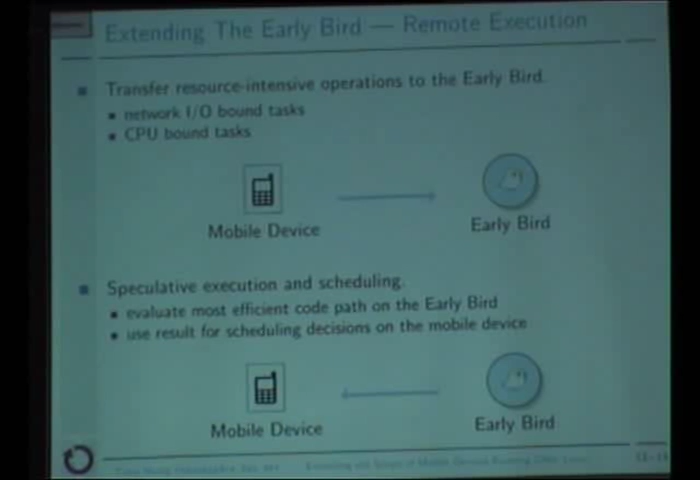 Extending The Early Bird — Remote Execution
Transfer resource-intensive operations to the Early Bird.
network I/O bound tasks
CPU bound tasks
Mobile Device
Early Bird
Speculative execution and scheduling.
evaluate most efficient code path on the Early Bird
use result for scheduling decisions on the mobile device
Mobile Device
Early Bird